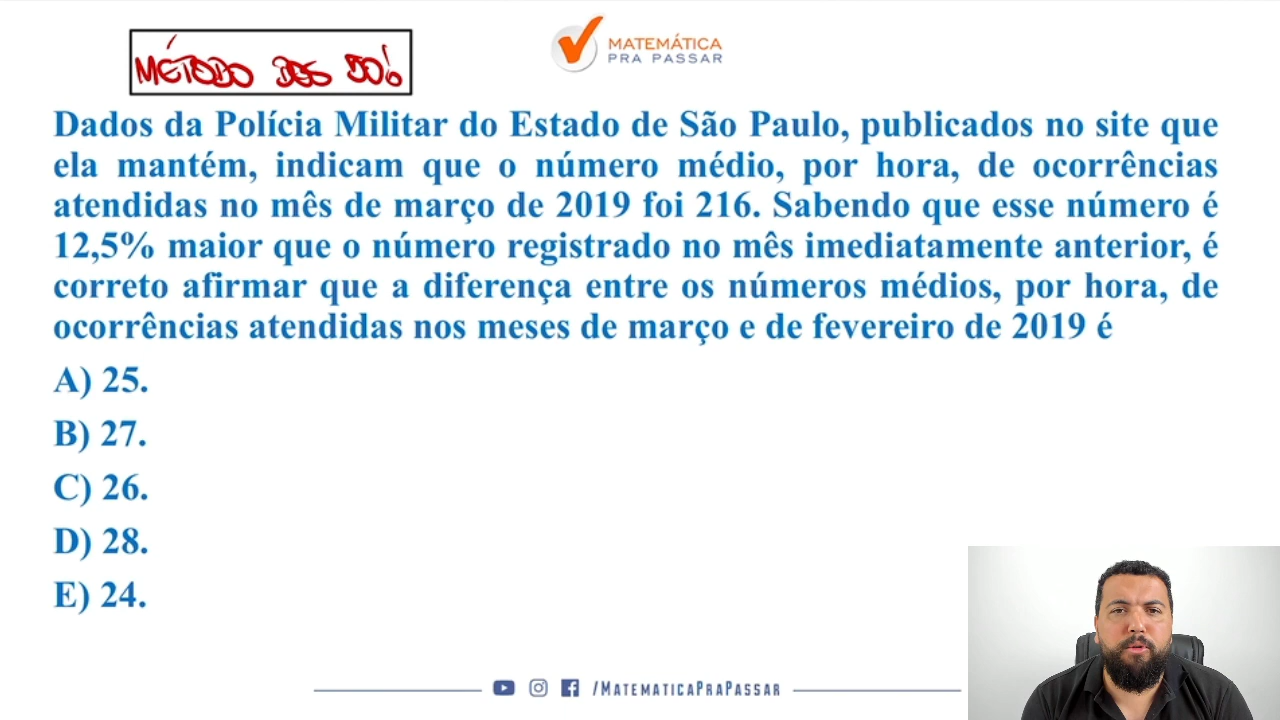 MÉTODO DOS 50!
MATEMÁTICA
PRA PASSAR
Dados da Polícia Militar do Estado de São Paulo, publicados no site que
ela mantém, indicam que o número médio, por hora, de ocorrências
atendidas no mês de março de 2019 foi 216. Sabendo que esse número é
12,5% maior que o número registrado no mês imediatamente anterior, é
correto afirmar que a diferença entre os números médios, por hora, de
ocorrências atendidas nos meses de março e de fevereiro de 2019 é
A) 25.
B) 27.
C) 26.
D) 28.
E) 24.
/MATEMATICAPRAPASSAR